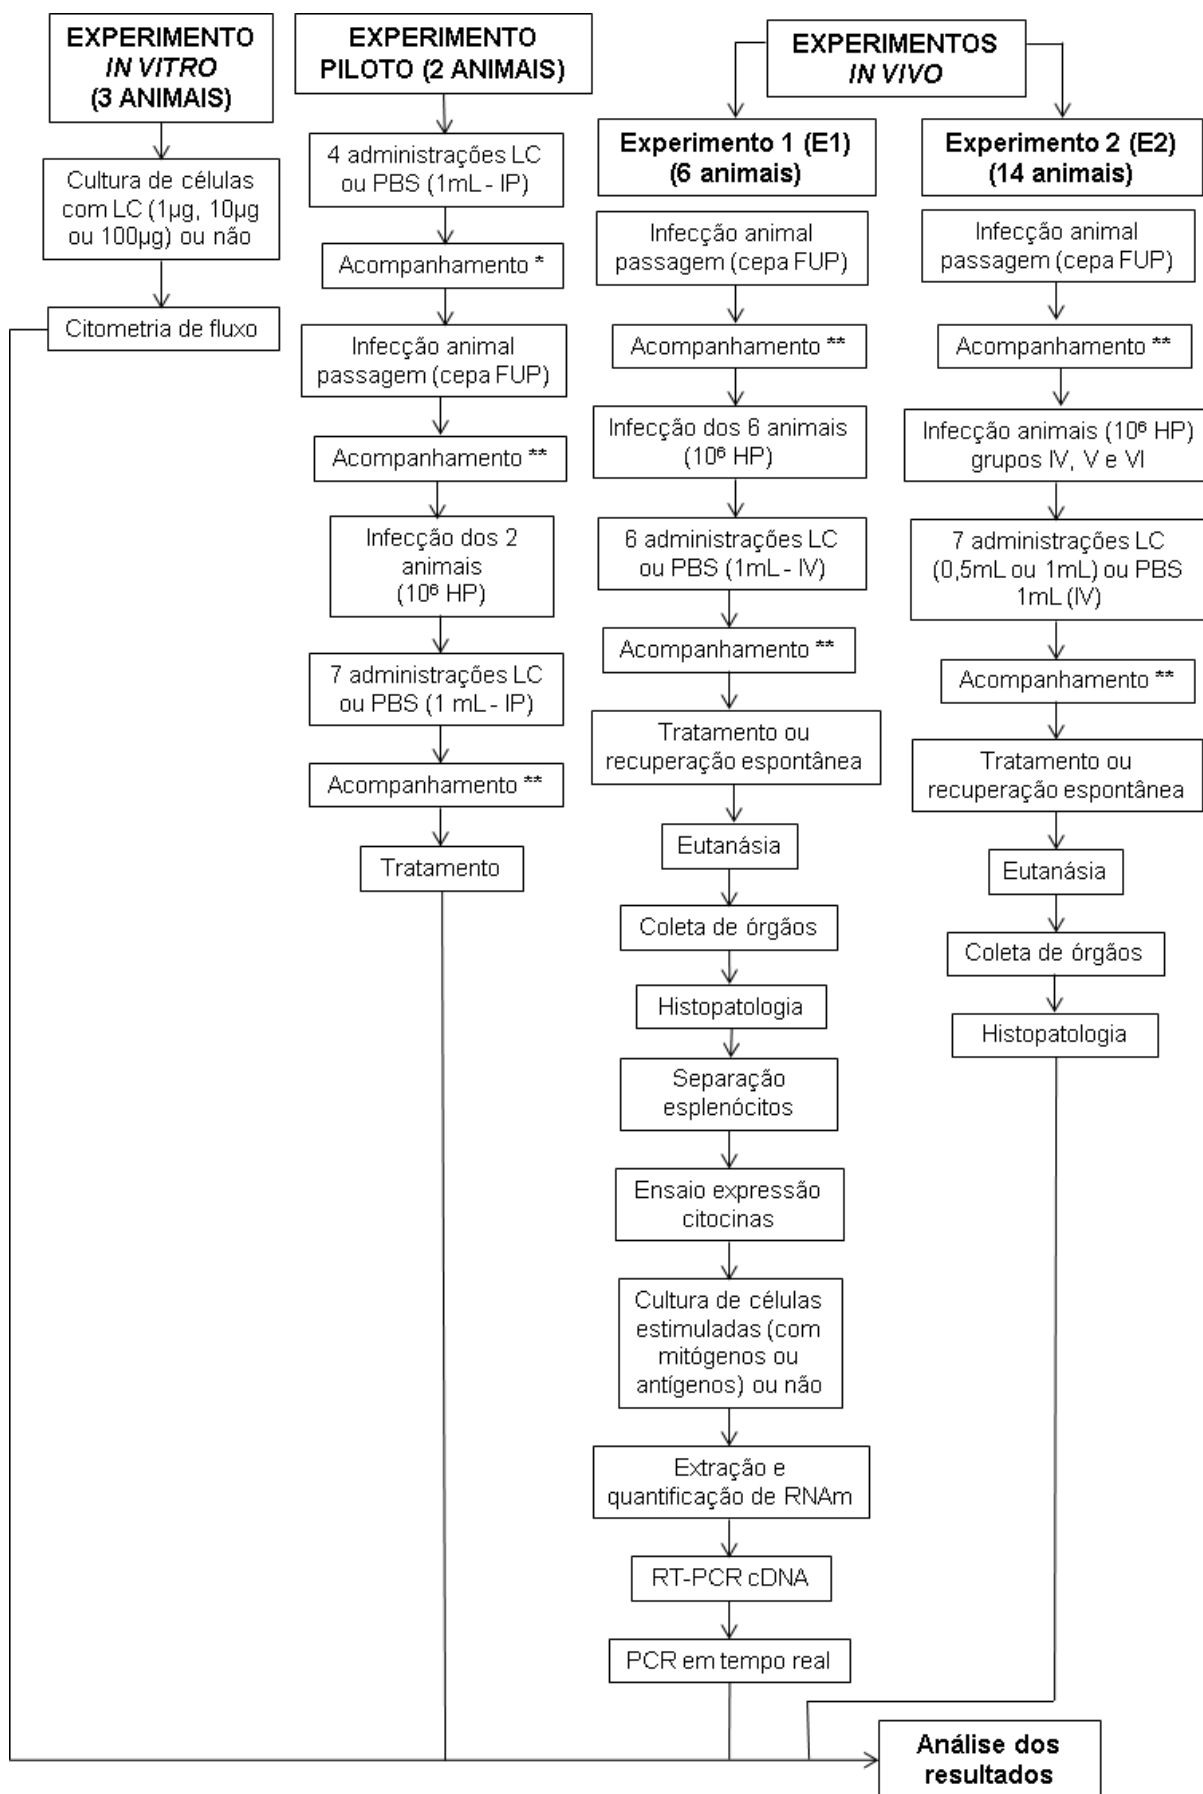 EXPERIMENTO
IN VITRO
(3 ANIMAIS)
Cultura de células
com LC (1µg, 10µg
ou 100µg) ou não
Citometria de fluxo
EXPERIMENTO
PILOTO (2 ANIMAIS)
4 administrações LC
ou PBS (1mL - IP)
Acompanhamento *
Infecção animal
passagem (cepa FUP)
Acompanhamento **
Infecção dos 2
animais
(10⁶ HP)
7 administrações LC
ou PBS (1 mL - IP)
Acompanhamento **
Tratamento
EXPERIMENTOS
IN VIVO
Experimento 1 (E1)
(6 animais)
Infecção animal
passagem (cepa FUP)
Acompanhamento **
Infecção dos 6 animais
(10⁶ HP)
6 administrações LC
ou PBS (1mL - IV)
Acompanhamento **
Tratamento ou
recuperação espontânea
Eutanásia
Coleta de órgãos
Histopatologia
Separação
esplenócitos
Ensaio expressão
citocinas
Cultura de células
estimuladas (com
mitógenos ou
antígenos) ou não
Extração e
quantificação de RNAm
RT-PCR cDNA
PCR em tempo real
Experimento 2 (E2)
(14 animais)
Infecção animal
passagem (cepa FUP)
Acompanhamento **
Infecção animais (10⁶ HP)
grupos IV, V e VI
7 administrações LC
(0,5mL ou 1mL) ou PBS
1mL (IV)
Acompanhamento **
Tratamento ou
recuperação espontânea
Eutanásia
Coleta de órgãos
Histopatologia
Análise dos
resultados